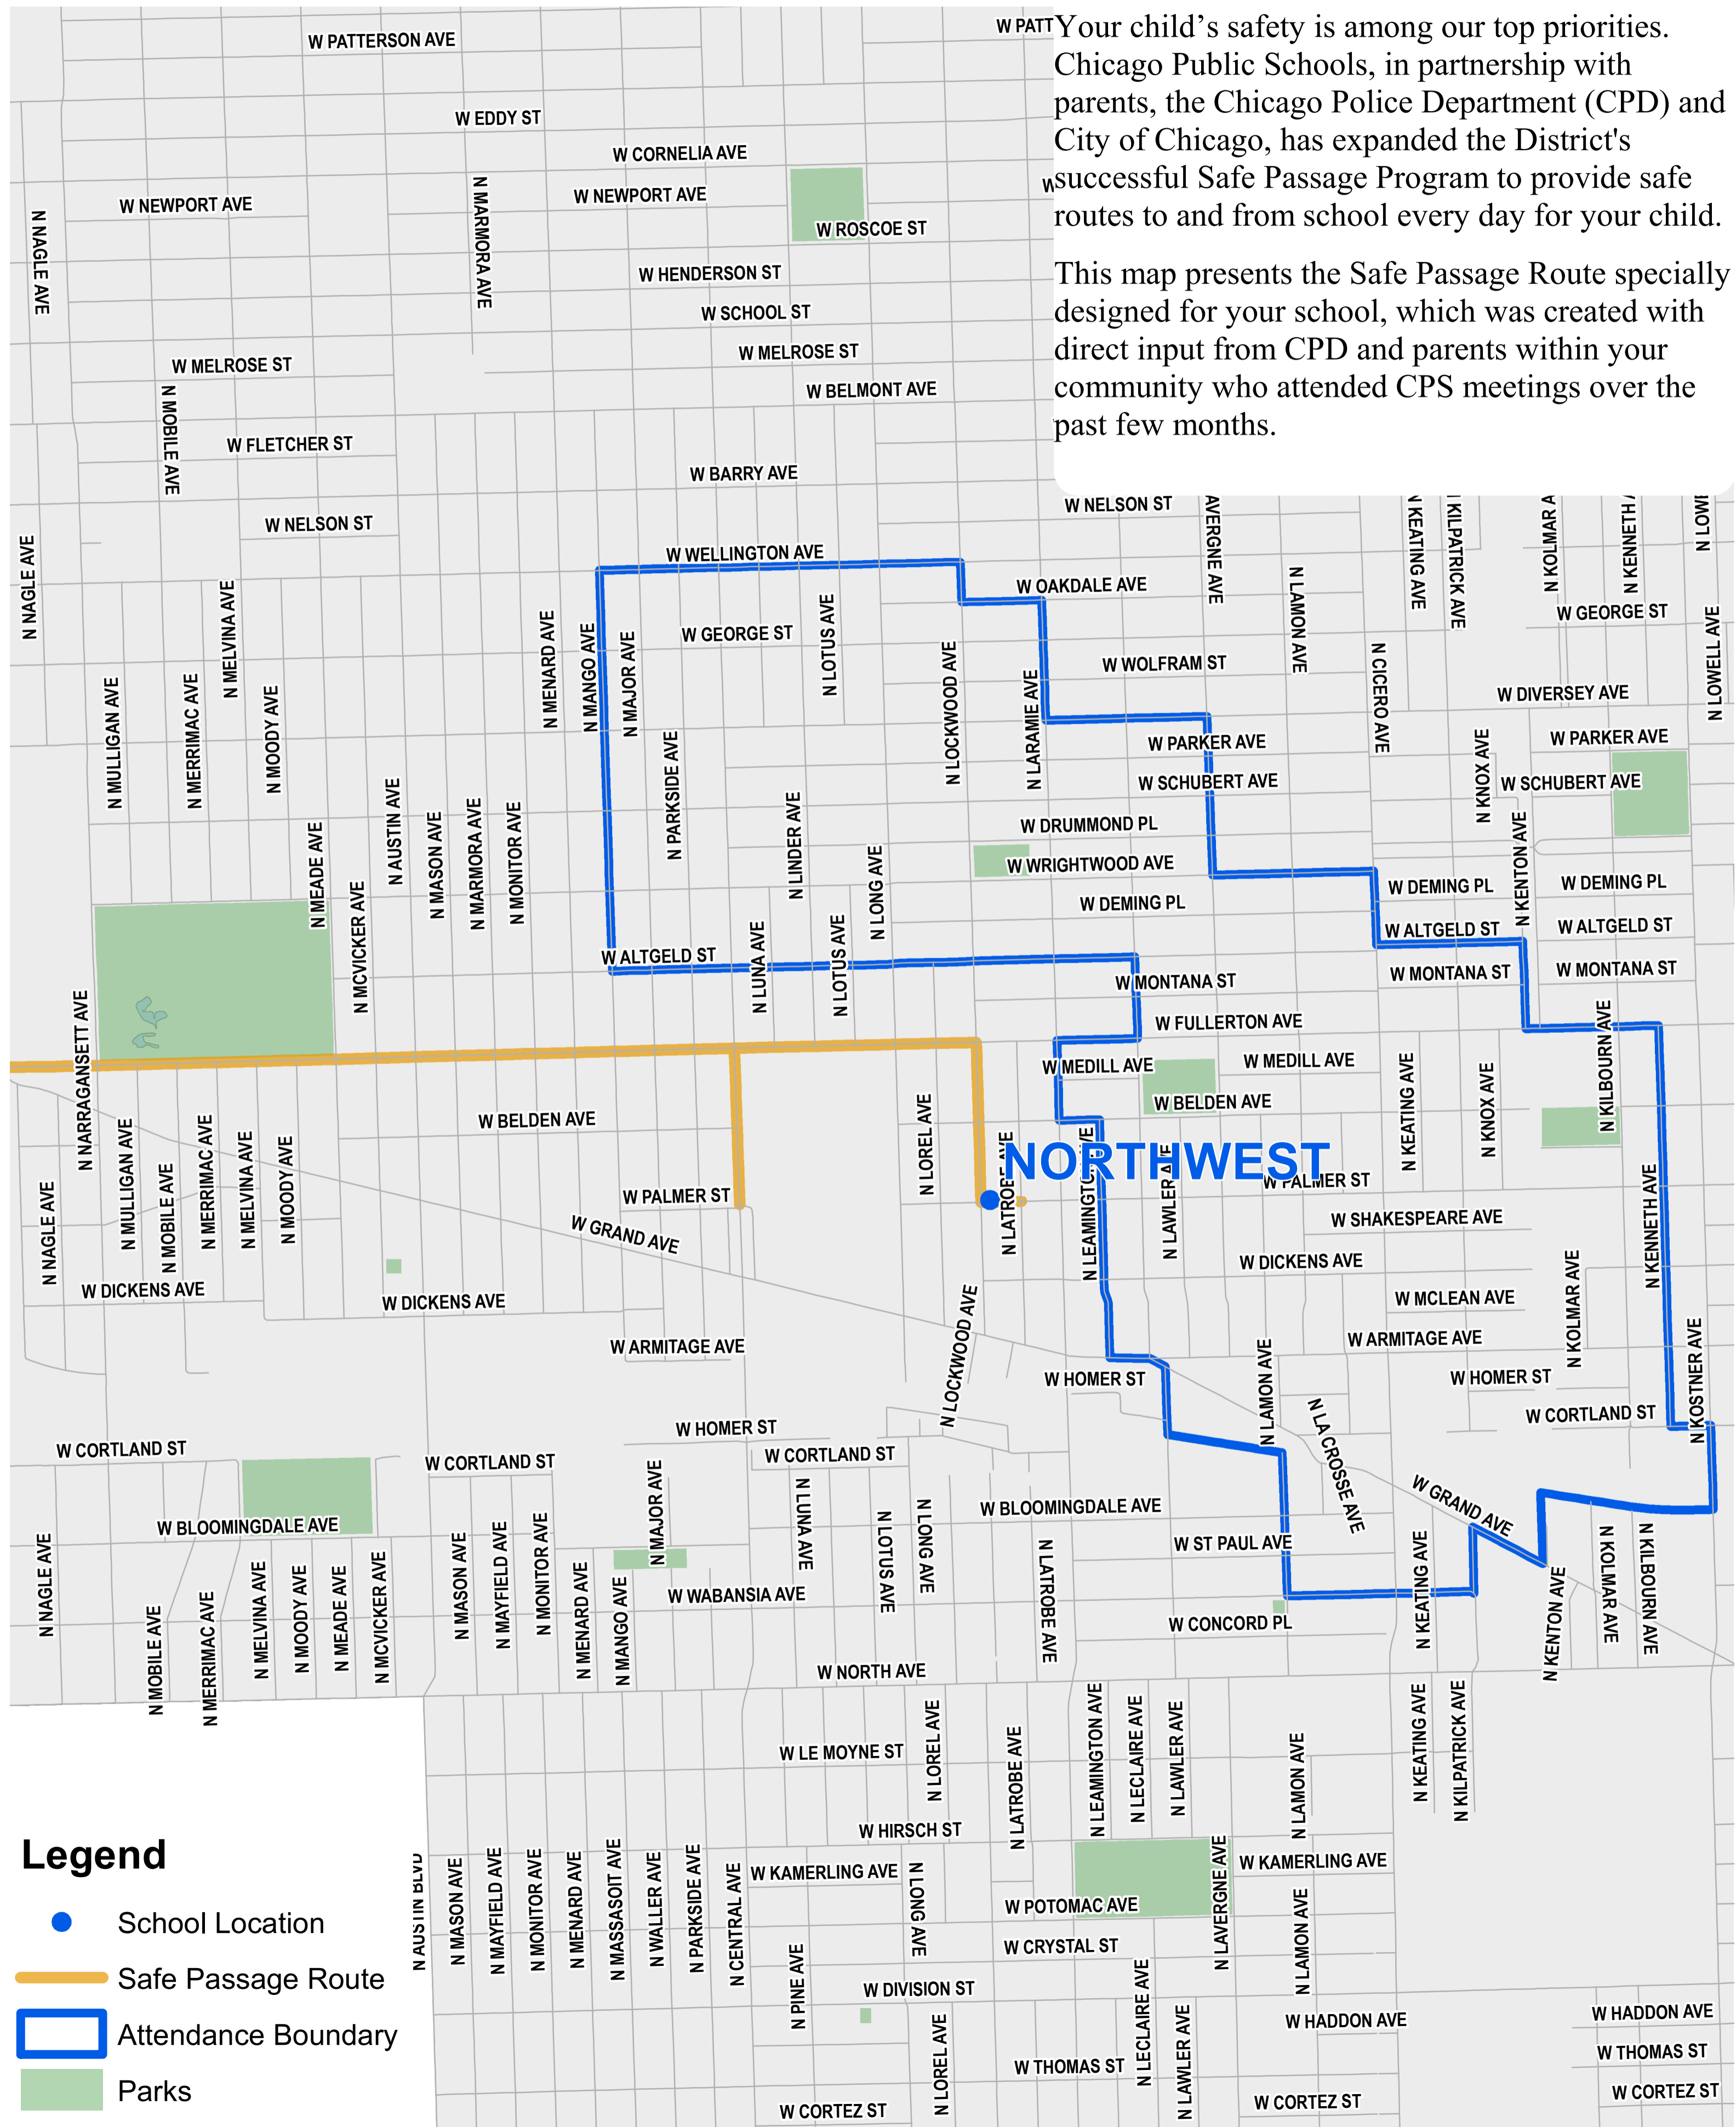 Your child’s safety is among our top priorities.
Chicago Public Schools, in partnership with
parents, the Chicago Police Department (CPD) and
City of Chicago, has expanded the District's
successful Safe Passage Program to provide safe
routes to and from school every day for your child.
This map presents the Safe Passage Route specially
designed for your school, which was created with
direct input from CPD and parents within your
community who attended CPS meetings over the
past few months.
W PATTERSON AVE
W PATT
W EDDY ST
W CORNELIA AVE
W NEWPORT AVE
W NEWPORT AVE
W
N NAGLE AVE
N MARMORA AVE
W ROSCOE ST
W HENDERSON ST
W SCHOOL ST
W MELROSE ST
W MELROSE ST
W BELMONT AVE
N MOBILE AVE
W FLETCHER ST
W BARRY AVE
W NELSON ST
W NELSON ST
AVERGNE AVE
N KEATING AVE
KILPATRICK AVE
N KOLMAR A
N KENNETH
N NAGLE AVE
W WELLINGTON AVE
W OAKDALE AVE
N LAMON AVE
W GEORGE ST
W GEORGE ST
N MELVINA AVE
N MENARD AVE
N MANGO AVE
N MAJOR AVE
N LOTUS AVE
N LOCKWOOD AVE
N LARAMIE AVE
W WOLFRAM ST
N CICERO AVE
W DIVERSEY AVE
N LOWELL AVE
N MULLIGAN AVE
N MERRIMAC AVE
N MOODY AVE
N PARKSIDE AVE
W PARKER AVE
W PARKER AVE
W SCHUBERT AVE
W SCHUBERT AVE
N KNOX AVE
N AUSTIN AVE
N MASON AVE
N MARMORA AVE
N MONITOR AVE
N LINDER AVE
W DRUMMOND PL
N MEADE AVE
N MCVICKER AVE
N LONG AVE
W WRIGHTWOOD AVE
N KENTON AVE
W DEMING PL
W DEMING PL
W DEMING PL
W ALTGELD ST
W ALTGELD ST
W ALTGELD ST
N LUNA AVE
N LOTUS AVE
W MONTANA ST
W MONTANA ST
W MONTANA ST
W FULLERTON AVE
N NARRAGANSETT AVE
W MEDILL AVE
W MEDILL AVE
N KILBOURN AVE
N KEATING AVE
N KNOX AVE
W BELDEN AVE
W BELDEN AVE
N LOREL AVE
N LATROBE AVE
N LEAMINGTON AVE
N LAWLER AVE
NORTHWEST
N MULLIGAN AVE
N MOBILE AVE
N MERRIMAC AVE
N MELVINA AVE
N MOODY AVE
N NAGLE AVE
W PALMER ST
W PALMER ST
W GRAND AVE
W SHAKESPEARE AVE
N KENNETH AVE
W DICKENS AVE
W DICKENS AVE
W DICKENS AVE
W MCLEAN AVE
N KOLMAR AVE
W ARMITAGE AVE
W ARMITAGE AVE
N LOCKWOOD AVE
N LAMON AVE
N KOSTNER AVE
W HOMER ST
W HOMER ST
W HOMER ST
W CORTLAND ST
W CORTLAND ST
W CORTLAND ST
W CORTLAND ST
N LA CROSSE AVE
W GRAND AVE
N MAJOR AVE
N LUNA AVE
N LOTUS AVE
N LONG AVE
W BLOOMINGDALE AVE
W BLOOMINGDALE AVE
W ST PAUL AVE
N NAGLE AVE
N MOBILE AVE
N MERRIMAC AVE
N MELVINA AVE
N MOODY AVE
N MEADE AVE
N MCVICKER AVE
N MASON AVE
N MAYFIELD AVE
N MONITOR AVE
N MENARD AVE
N MANGO AVE
W WABANSIA AVE
N LATROBE AVE
W CONCORD PL
N KEATING AVE
N KENTON AVE
N KOLMAR AVE
N KILBOURN AVE
W NORTH AVE
N LOREL AVE
N LATROBE AVE
N LEAMINGTON AVE
N LECLAIRE AVE
N LAWLER AVE
N LAMON AVE
N KEATING AVE
N KILPATRICK AVE
W LE MOYNE ST
W HIRSCH ST
W KAMERLING AVE
W KAMERLING AVE
N LONG AVE
W POTOMAC AVE
N LAVERGNE AVE
N LAMON AVE
W CRYSTAL ST
N AUSTIN BLVD
N MASON AVE
N MAYFIELD AVE
N MONITOR AVE
N MENARD AVE
N MASSASOIT AVE
N WALLER AVE
N PARKSIDE AVE
N CENTRAL AVE
N PINE AVE
W DIVISION ST
N LOREL AVE
N LECLAIRE AVE
N LAWLER AVE
W HADDON AVE
W HADDON AVE
W THOMAS ST
W THOMAS ST
W CORTEZ ST
W CORTEZ ST
W CORTEZ ST
Legend
School Location
Safe Passage Route
Attendance Boundary
Parks